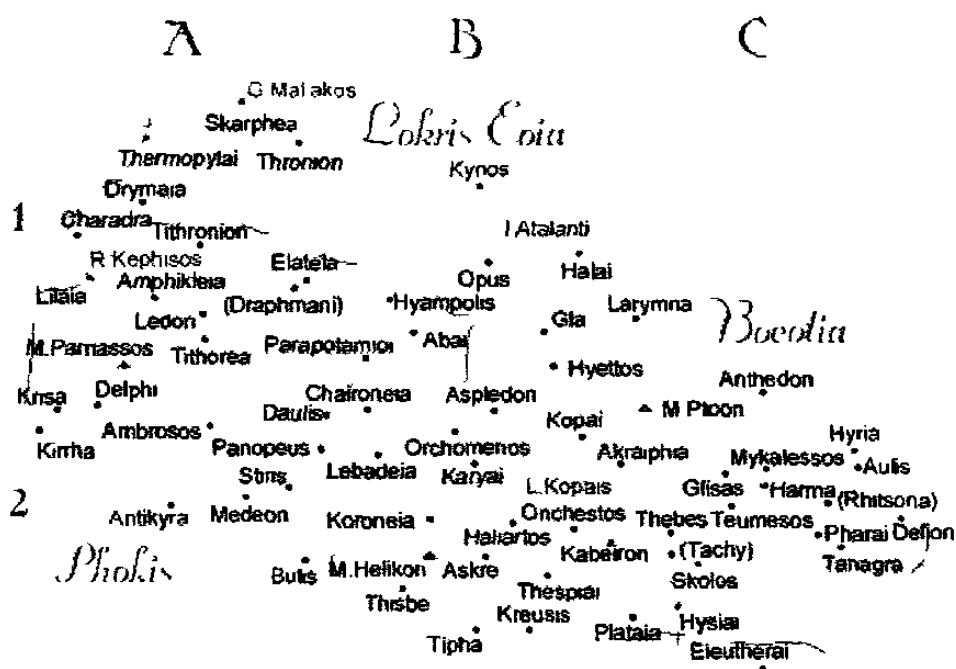 A B C
G Maliakos
Skarphea
Lokris Eoia
Thermopylai Thronion
Kynos
Drymaia
1
Charadra
Tithronion
I Atalanti
R Kephisos
Elateia
Opus Halai
Lilaia
Amphikleia
(Draphmani)
Hyampolis
Larymna
Ledon
Gla
Boeotia
M.Parnassos
Tithorea
Parapotamioi
Abai
Hyettos
Krisa
Delphi
Chaironeia
Aspledon
Anthedon
Daulis
M Ptoon
Kopai
Kirrha
Ambrosos
Panopeus
Orchomenos
Hyria
Lebadeia
Karyai
Akraiphia
Mykalessos
Aulis
Stiris
L.Kopais
Glisas
Harma
(Rhitsona)
2
Antikyra
Medeon
Koroneia
Onchestos
Thebes
Teumesos
Haliartos
Pharai
Kabeiron
(Tachy)
Tanagra
Phokis
Bulis
M.Helikon
Askre
Skolos
Thisbe
Thespiai
Kreusis
Plataia
Hysiai
Tipha
Eleutherai